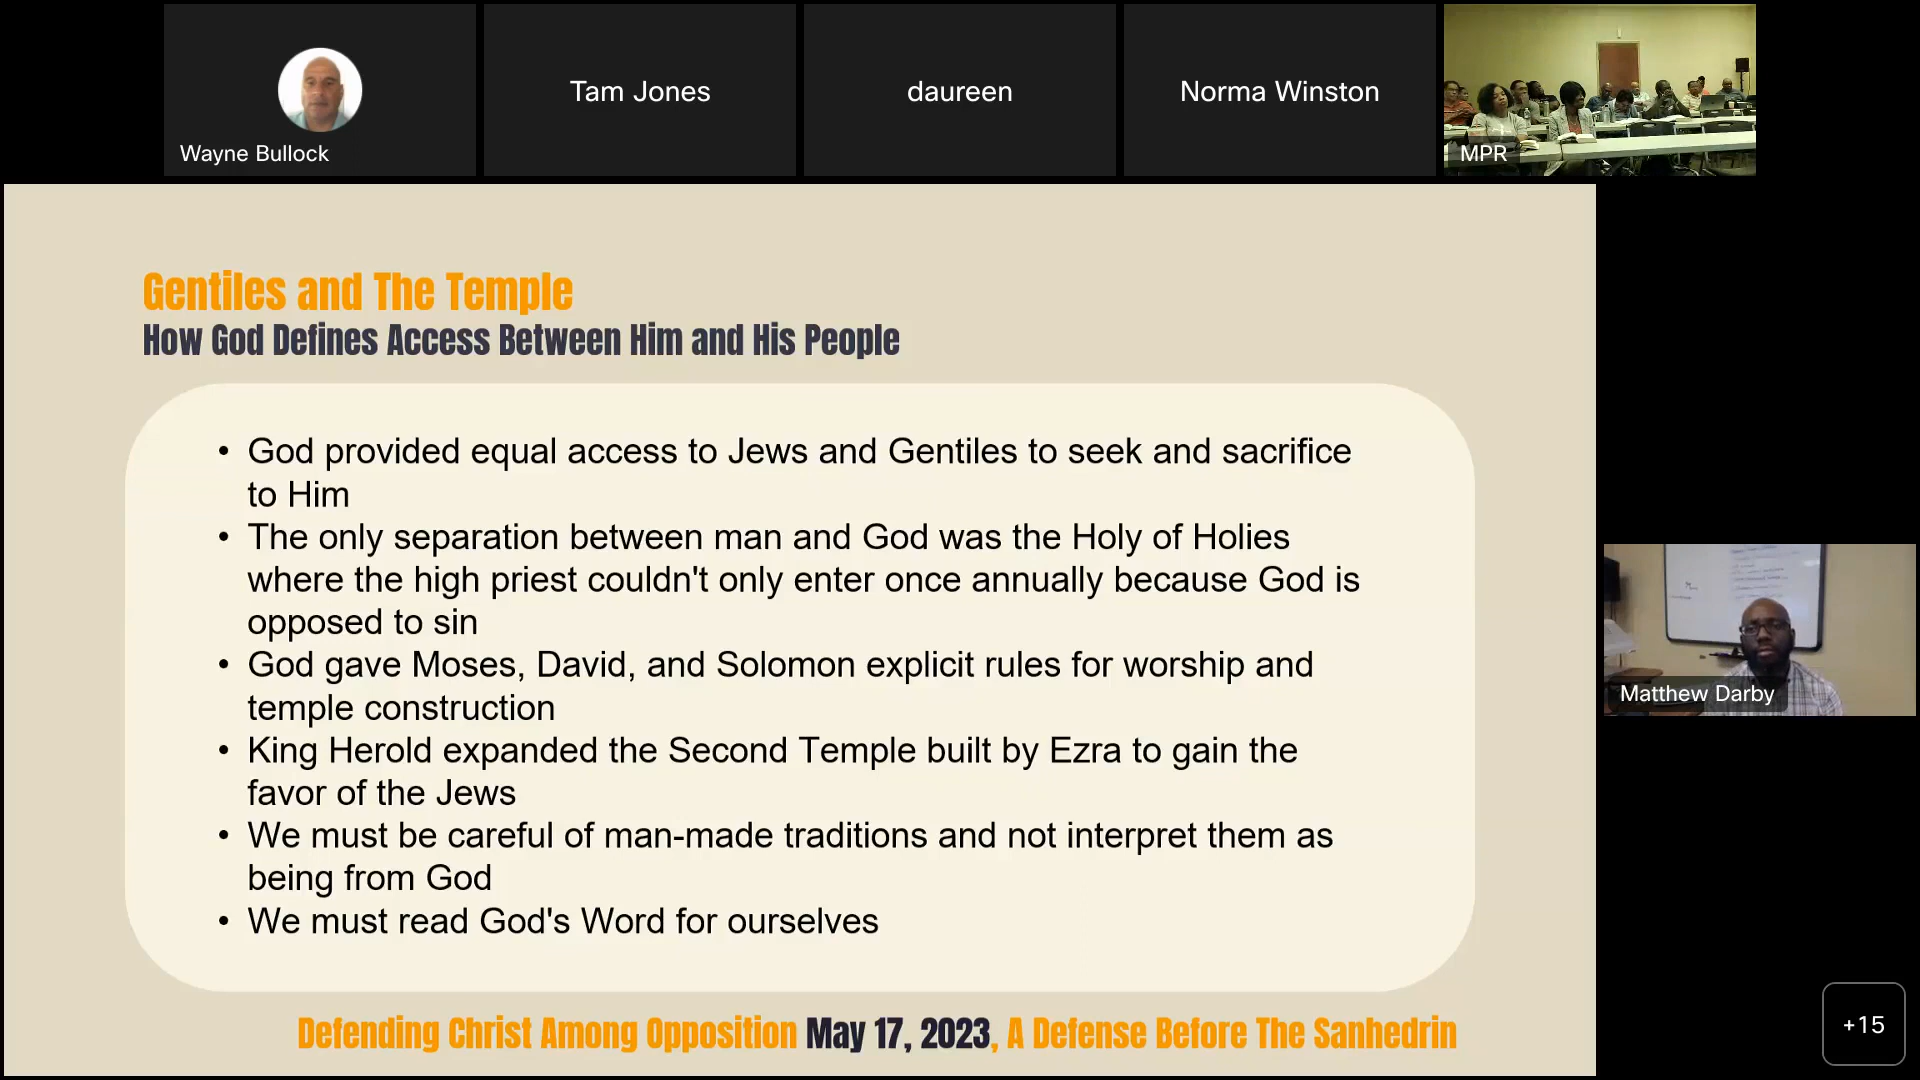 Wayne Bullock
Tam Jones
daureen
Norma Winston
MPR
Gentiles and The Temple
How God Defines Access Between Him and His People
• God provided equal access to Jews and Gentiles to seek and sacrifice
to Him
• The only separation between man and God was the Holy of Holies
where the high priest couldn't only enter once annually because God is
opposed to sin
• God gave Moses, David, and Solomon explicit rules for worship and
temple construction
• King Herold expanded the Second Temple built by Ezra to gain the
favor of the Jews
• We must be careful of man-made traditions and not interpret them as
being from God
• We must read God's Word for ourselves
Defending Christ Among Opposition May 17, 2023, A Defense Before The Sanhedrin
Matthew Darby
+15